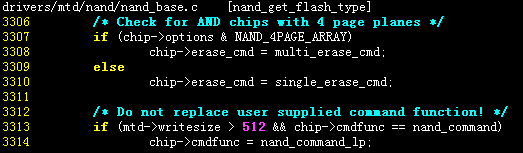 drivers/mtd/nand/nand_base.c [nand_get_flash_type]
3306 /* Check for AND chips with 4 page planes */
3307 if (chip->options & NAND_4PAGE_ARRAY)
3308 chip->erase_cmd = multi_erase_cmd;
3309 else
3310 chip->erase_cmd = single_erase_cmd;
3311
3312 /* Do not replace user supplied command function! */
3313 if (mtd->writesize > 512 && chip->cmdfunc == nand_command)
3314 chip->cmdfunc = nand_command_lp;